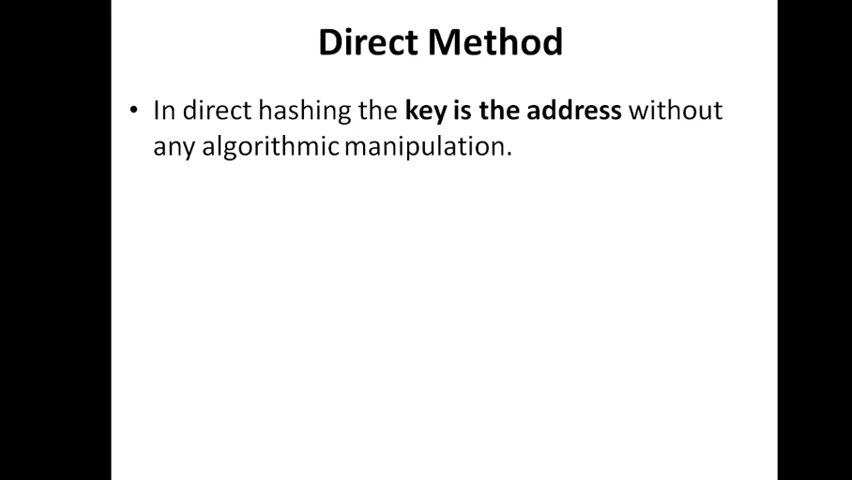 Direct Method
• In direct hashing the key is the address without
any algorithmic manipulation.